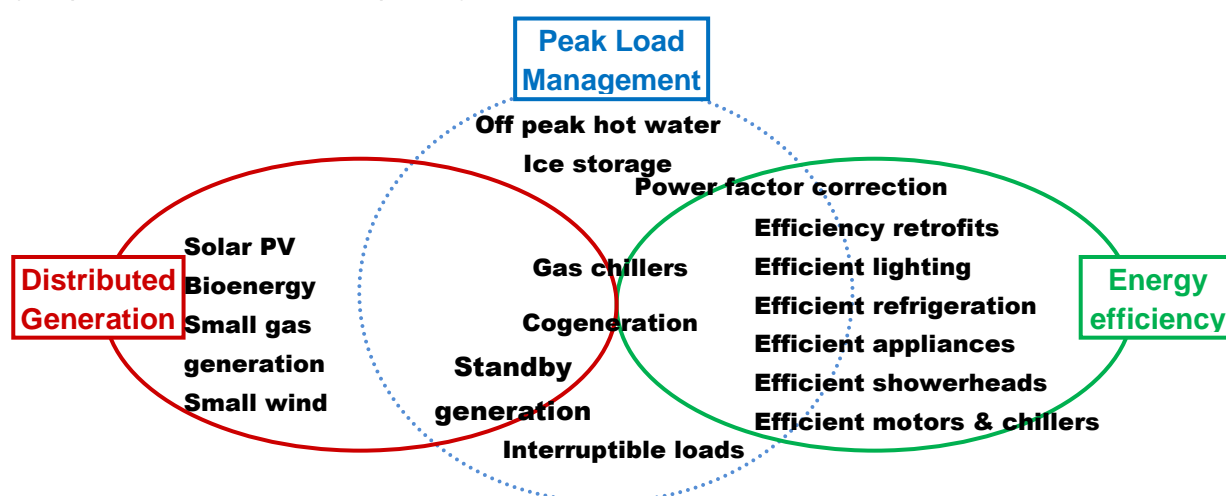 Peak Load
Management
Off peak hot water
Ice storage
Power factor correction
Distributed
Generation
Solar PV
Bioenergy
Small gas
generation
Small wind
Gas chillers
Cogeneration
Standby
generation
Interruptible loads
Efficiency retrofits
Efficient lighting
Efficient refrigeration
Efficient appliances
Efficient showerheads
Efficient motors & chillers
Energy
efficiency